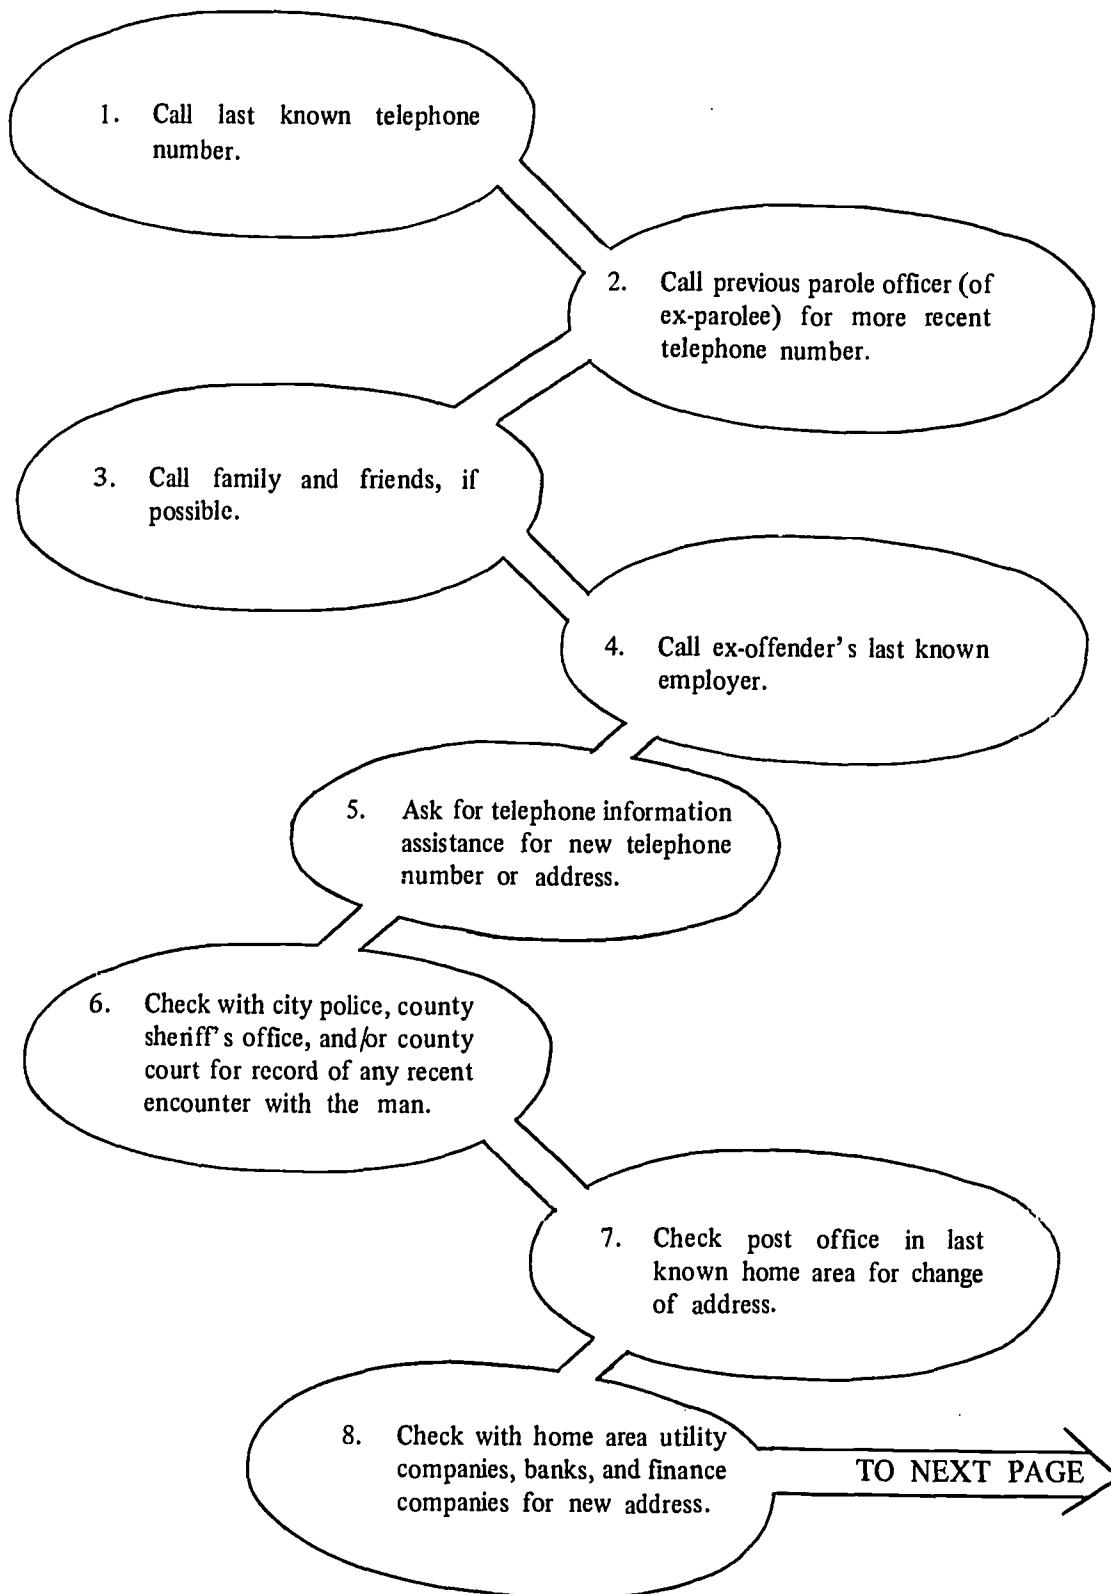 1. Call last known telephone
number.
2. Call previous parole officer (of
ex-parolee) for more recent
telephone number.
3. Call family and friends, if
possible.
4. Call ex-offender's last known
employer.
5. Ask for telephone information
assistance for new telephone
number or address.
6. Check with city police, county
sheriff's office, and/or county
court for record of any recent
encounter with the man.
7. Check post office in last
known home area for change
of address.
8. Check with home area utility
companies, banks, and finance
companies for new address.
TO NEXT PAGE